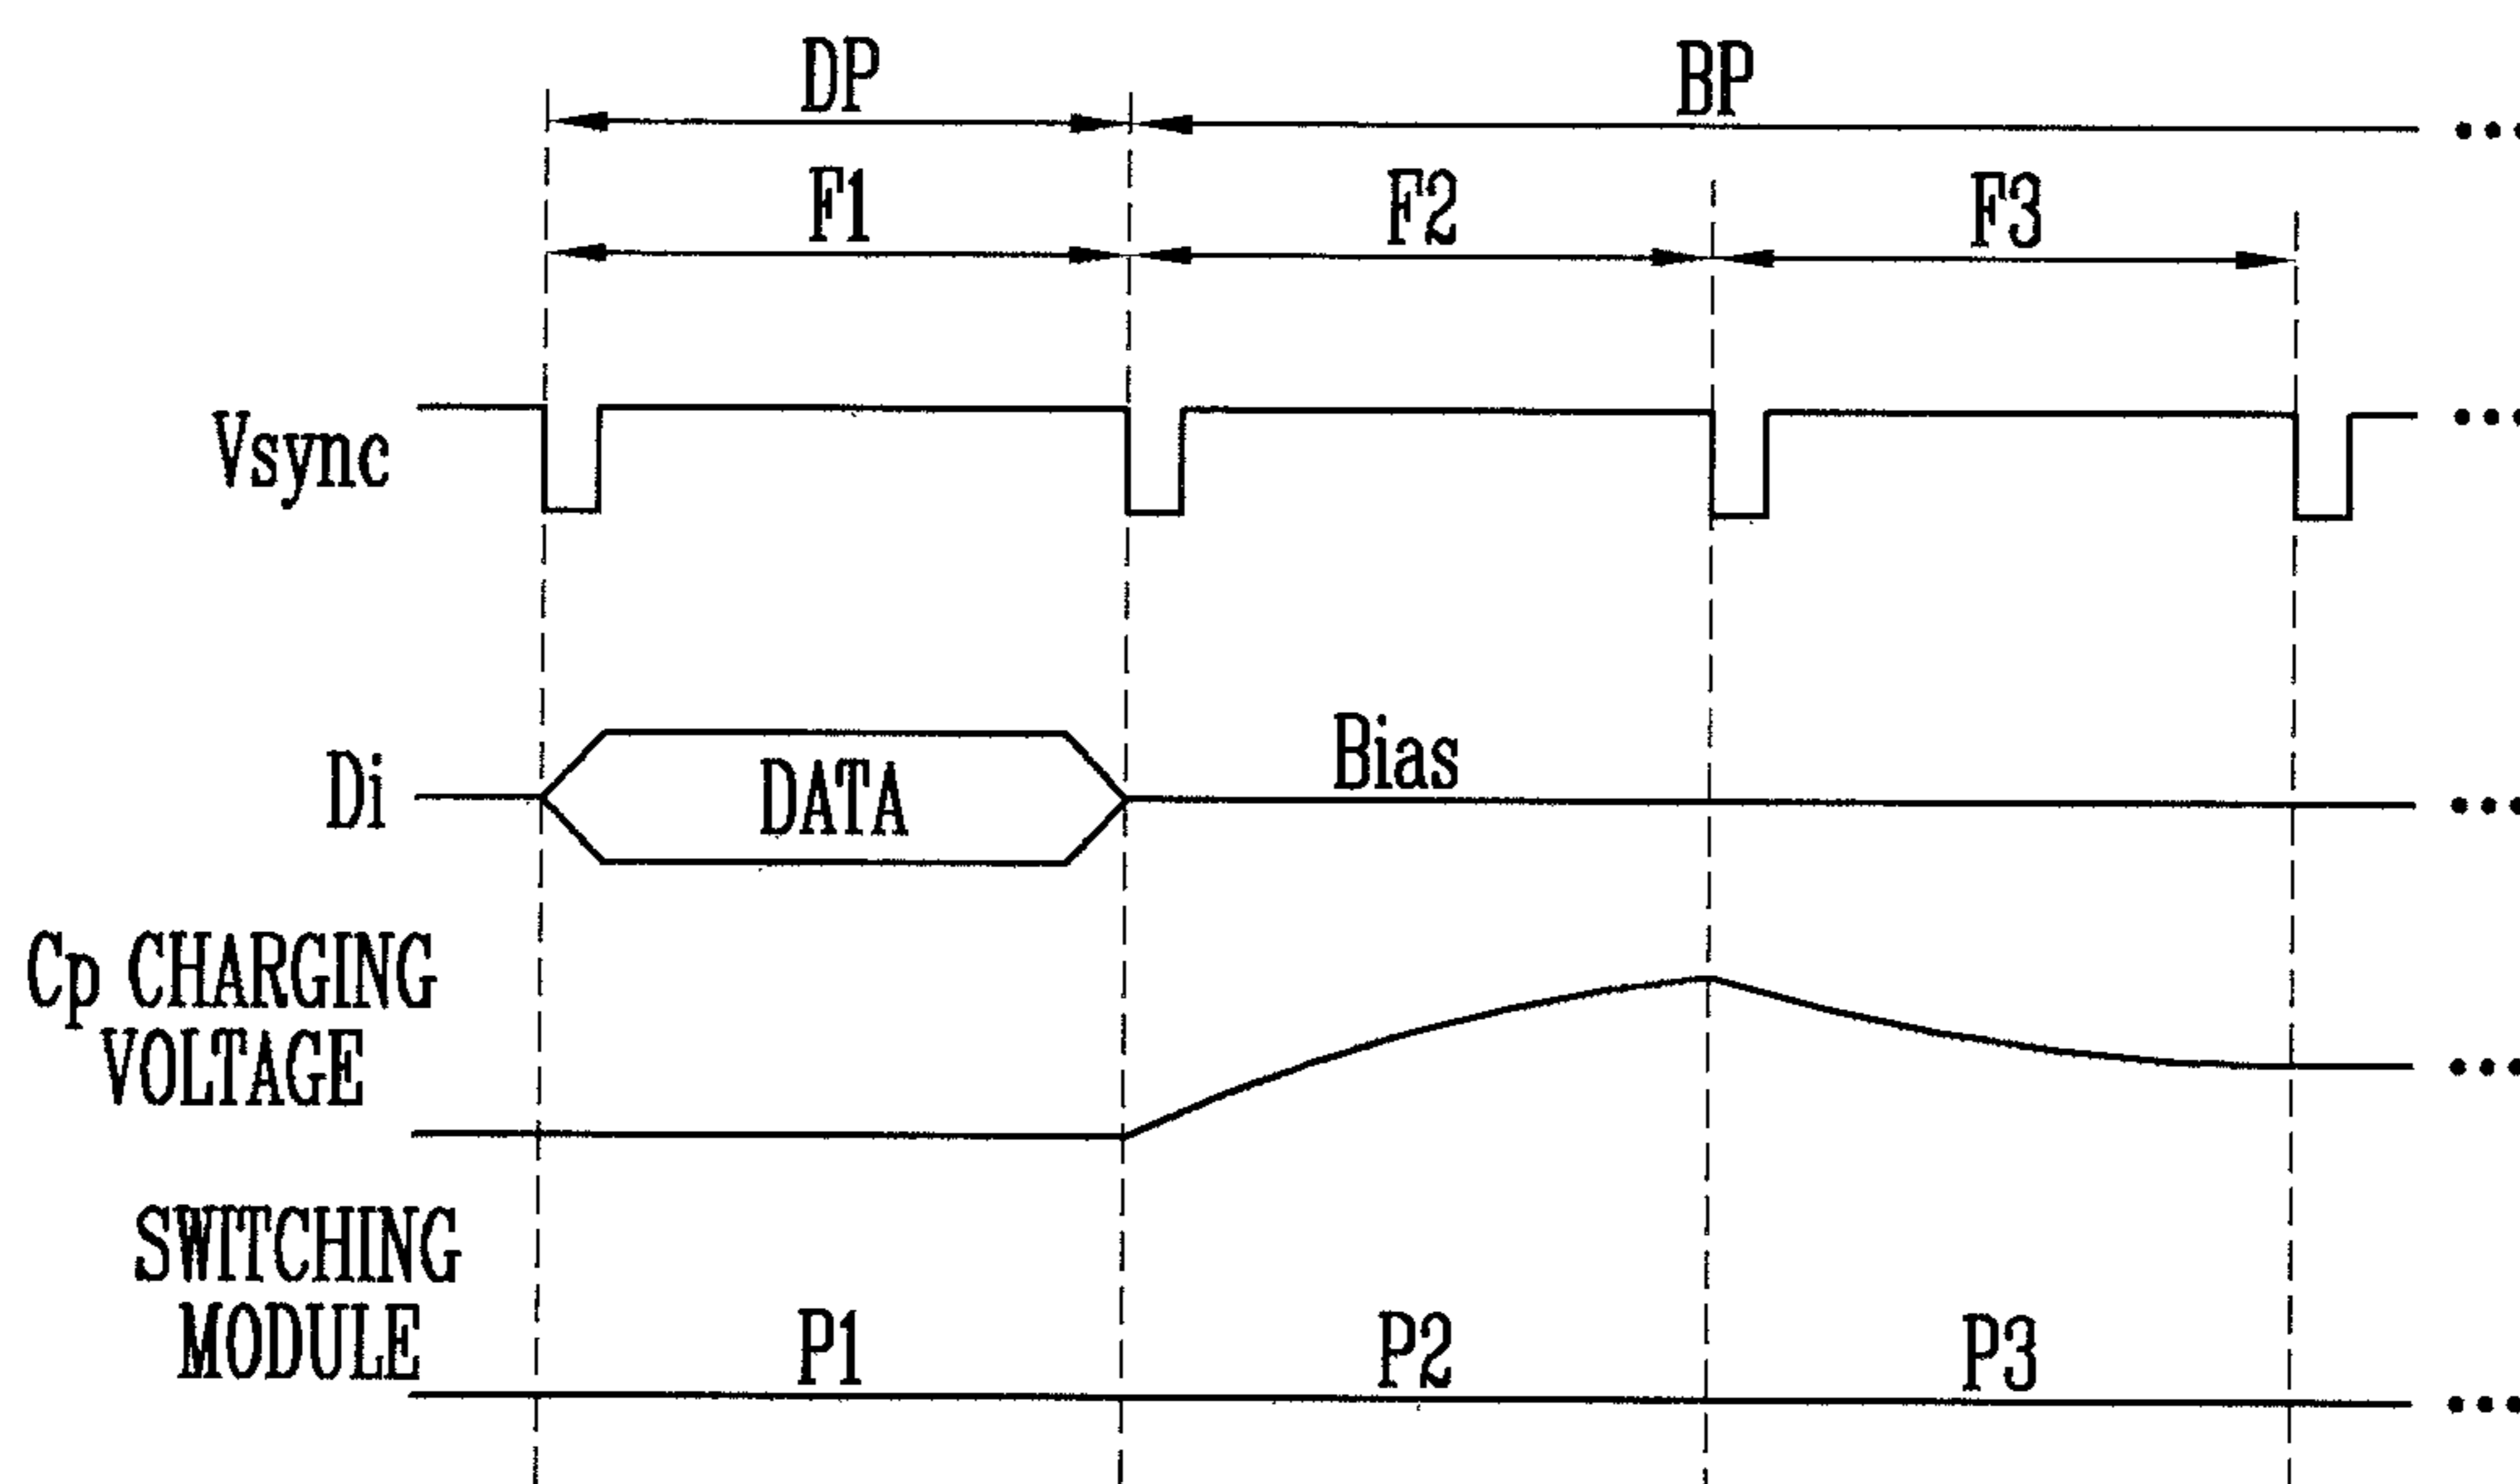 DP BP
F1 F2 F3
Vsync
Di DATA Bias
Cp CHARGING
VOLTAGE
SWITCHING
MODULE P1 P2 P3